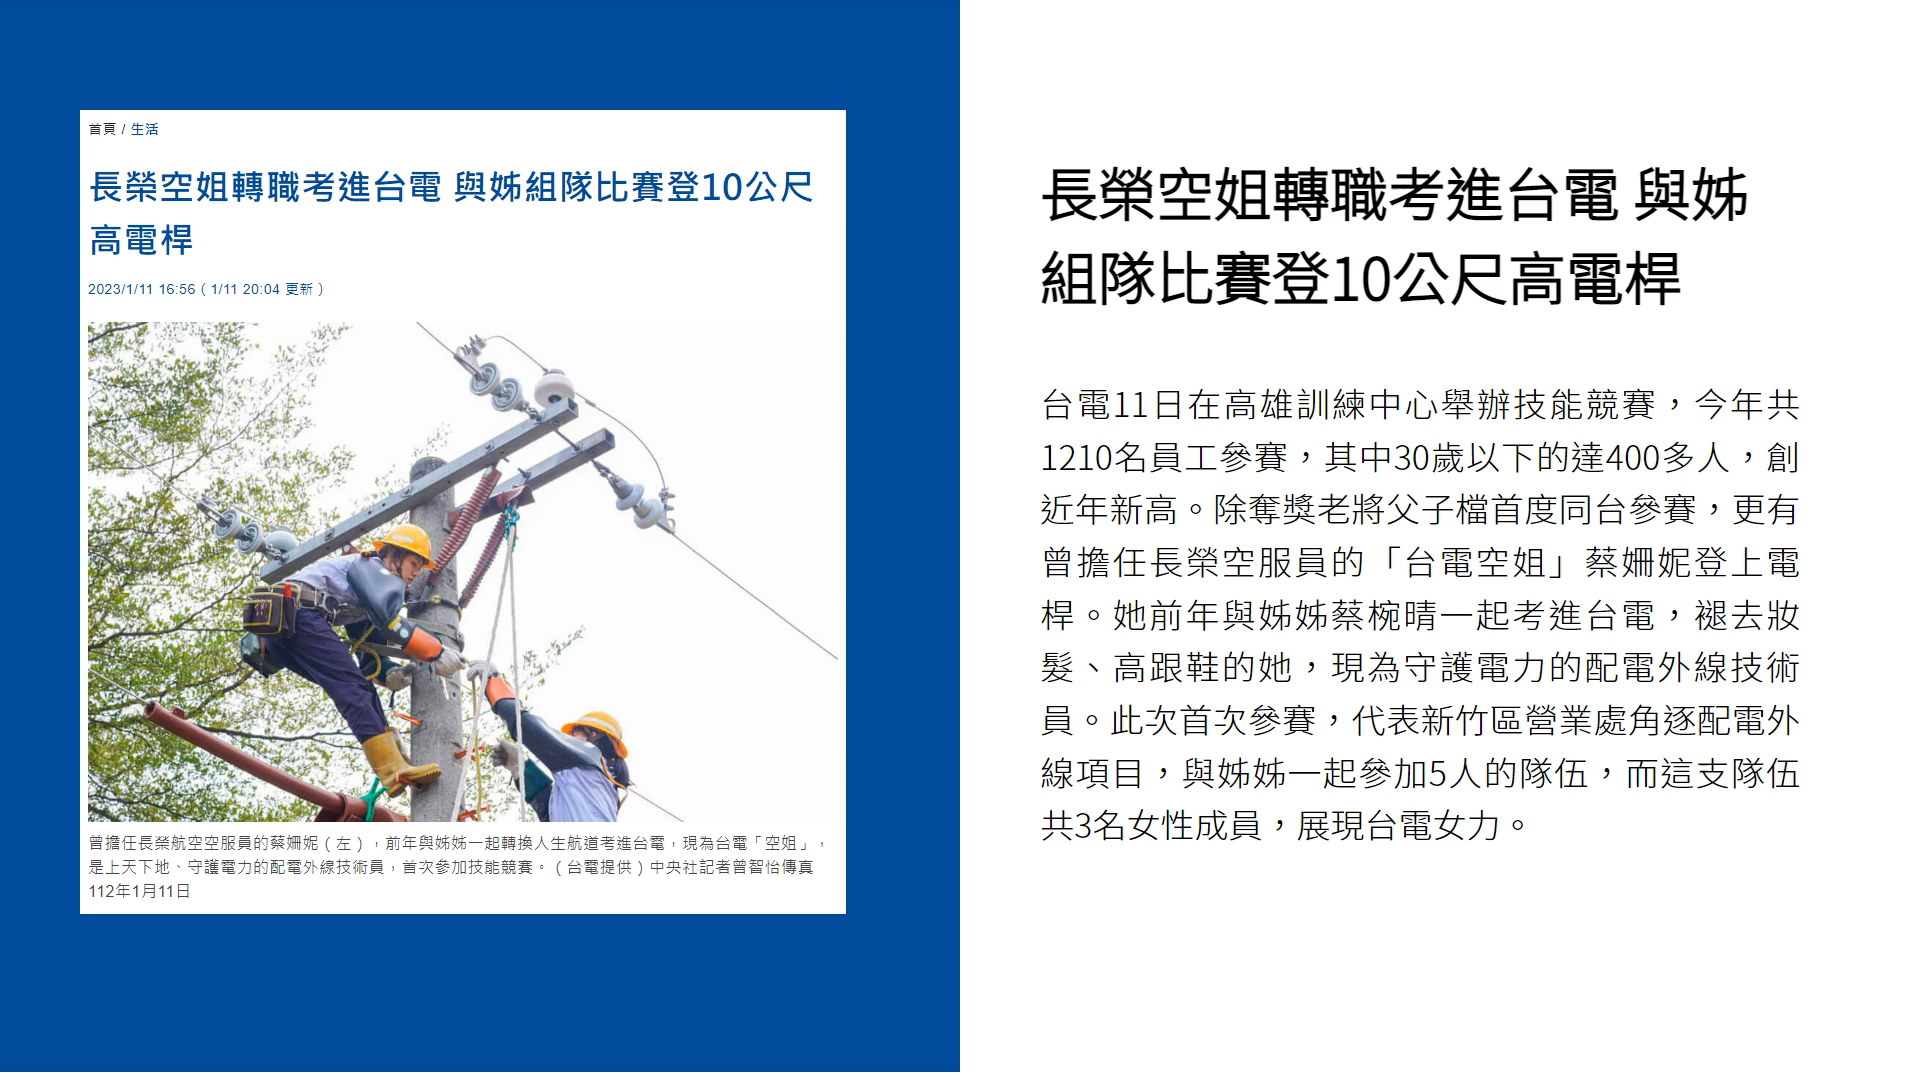 首頁 / 生活
長榮空姐轉職考進台電 與姊組隊比賽登10公尺
高電桿
2023/1/11 16:56（1/11 20:04 更新）
曾擔任長榮航空空服員的蔡姍妮（左），前年與姊姊一起轉換人生航道考進台電，現為台電「空姐」，
是上天下地、守護電力的配電外線技術員，首次參加技能競賽。（台電提供）中央社記者曾智怡傳真
112年1月11日
長榮空姐轉職考進台電 與姊
組隊比賽登10公尺高電桿
台電11日在高雄訓練中心舉辦技能競賽，今年共
1210名員工參賽，其中30歲以下的達400多人，創
近年新高。除奪獎老將父子檔首度同台參賽，更有
曾擔任長榮空服員的「台電空姐」蔡姍妮登上電
桿。她前年與姊姊蔡椀晴一起考進台電，褪去妝
髮、高跟鞋的她，現為守護電力的配電外線技術
員。此次首次參賽，代表新竹區營業處角逐配電外
線項目，與姊姊一起參加5人的隊伍，而這支隊伍
共3名女性成員，展現台電女力。